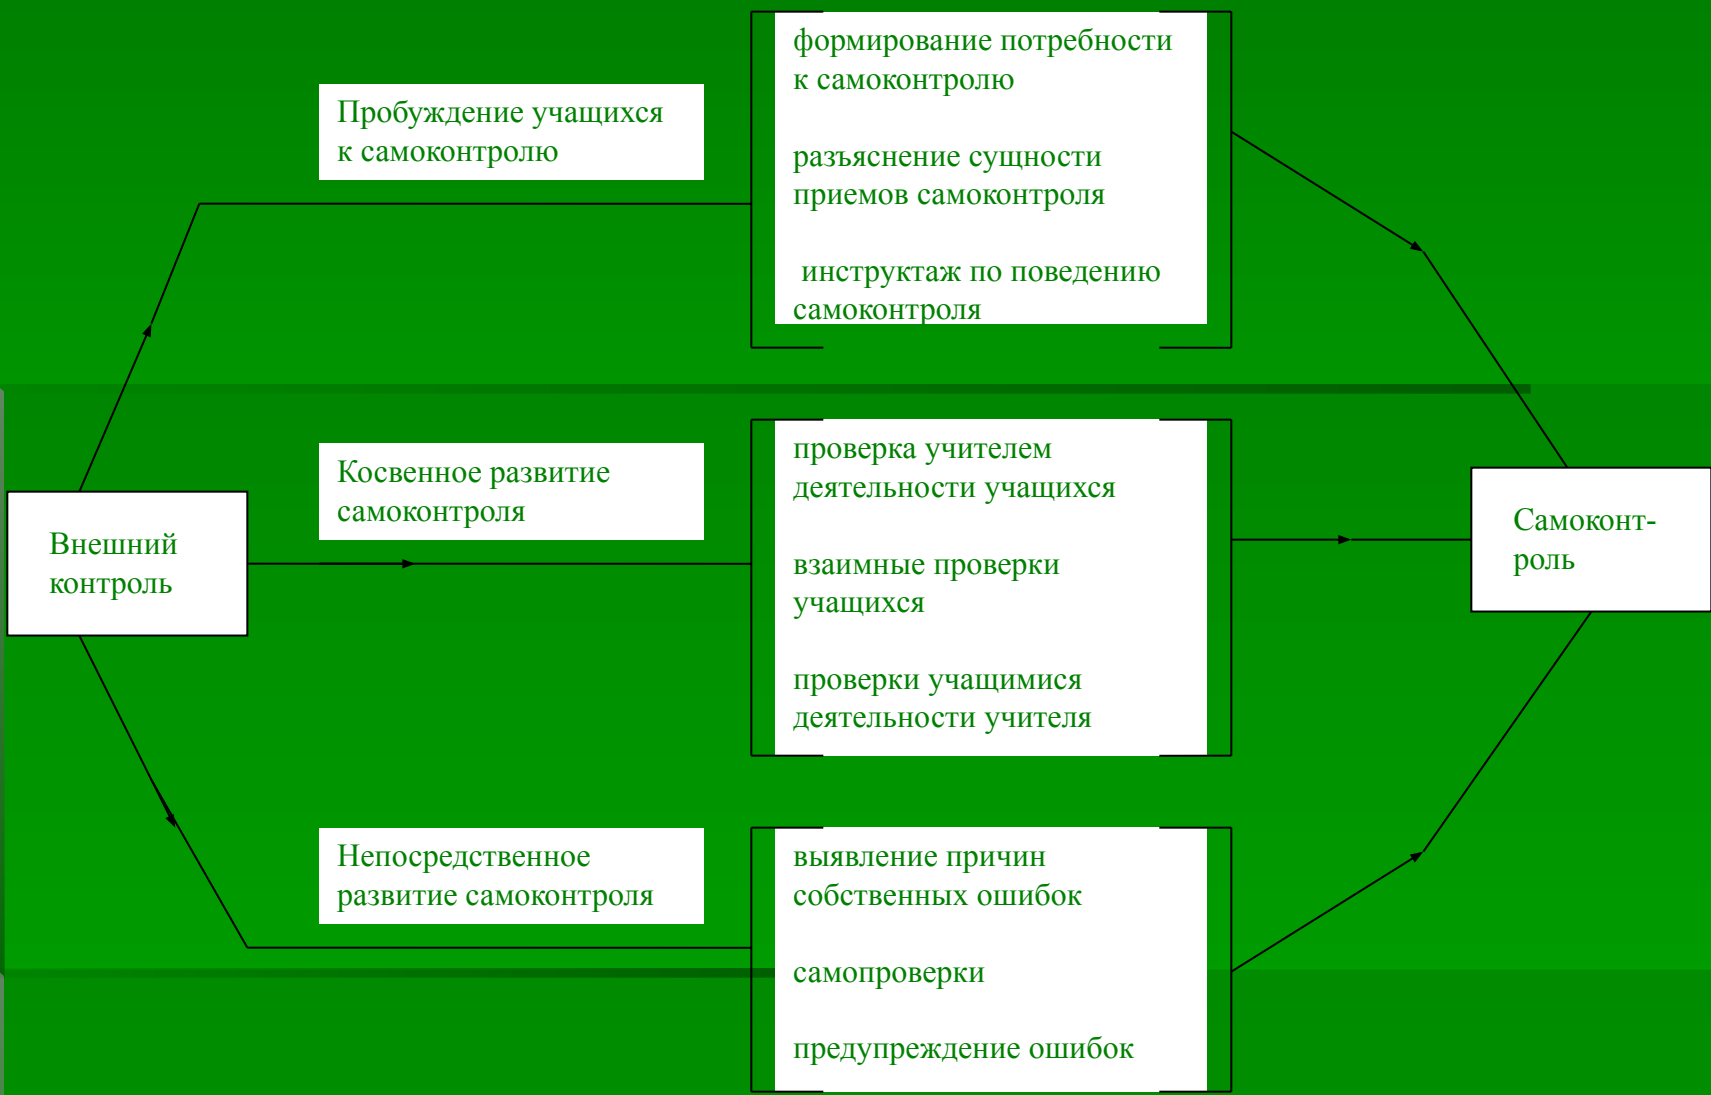 Пробуждение учащихся
к самоконтролю
формирование потребности
к самоконтролю
разъяснение сущности
приемов самоконтроля
инструктаж по поведению
самоконтроля
Внешний
контроль
Косвенное развитие
самоконтроля
проверка учителем
деятельности учащихся
взаимные проверки
учащихся
проверки учащимися
деятельности учителя
Самоконт-
роль
Непосредственное
развитие самоконтроля
выявление причин
собственных ошибок
самопроверки
предупреждение ошибок